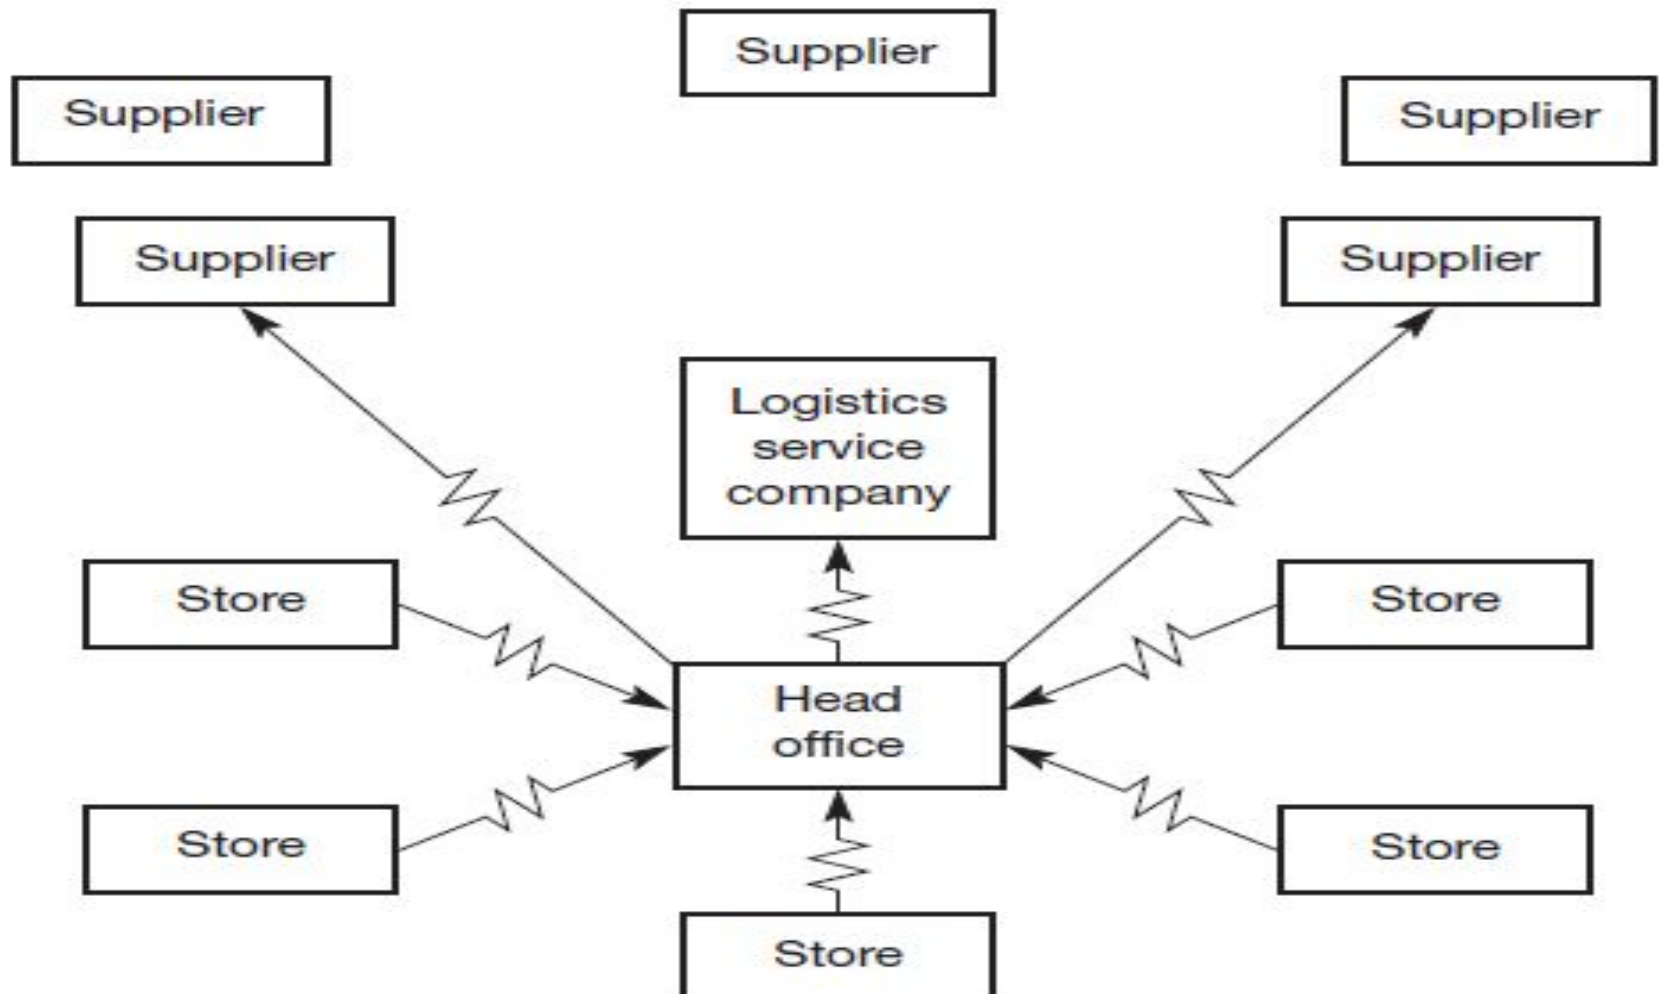 Supplier
Supplier
Supplier
Supplier
Supplier
Logistics
service
company
Store
Store
Head
office
Store
Store
Store